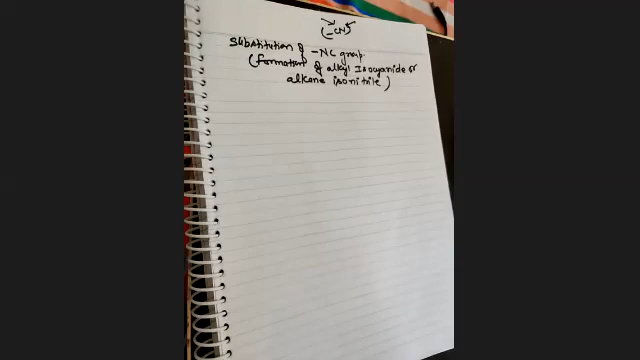 (-CN)
Substitution of -NC group.
(formation of alkyl Isocyanide or
alkane isonitrile)